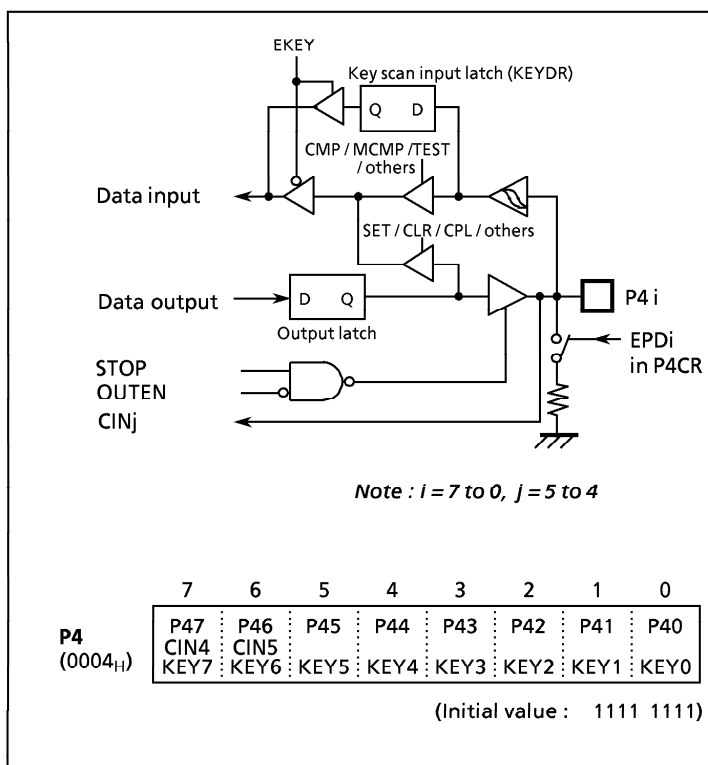 EKEY
Key scan input latch (KEYDR)
Q D
CMP / MCMP /TEST
/ others
Data input
SET / CLR / CPL / others
Data output
D Q
P4 i
Output latch
EPDi
in P4CR
STOP
OUTEN
CINj
Note : i = 7 to 0, j = 5 to 4
7 6 5 4 3 2 1 0
P4
(0004H)
P47 P46 P45 P44 P43 P42 P41 P40
CIN4 CIN5
KEY7 KEY6 KEY5 KEY4 KEY3 KEY2 KEY1 KEY0
(Initial value : 1111 1111)